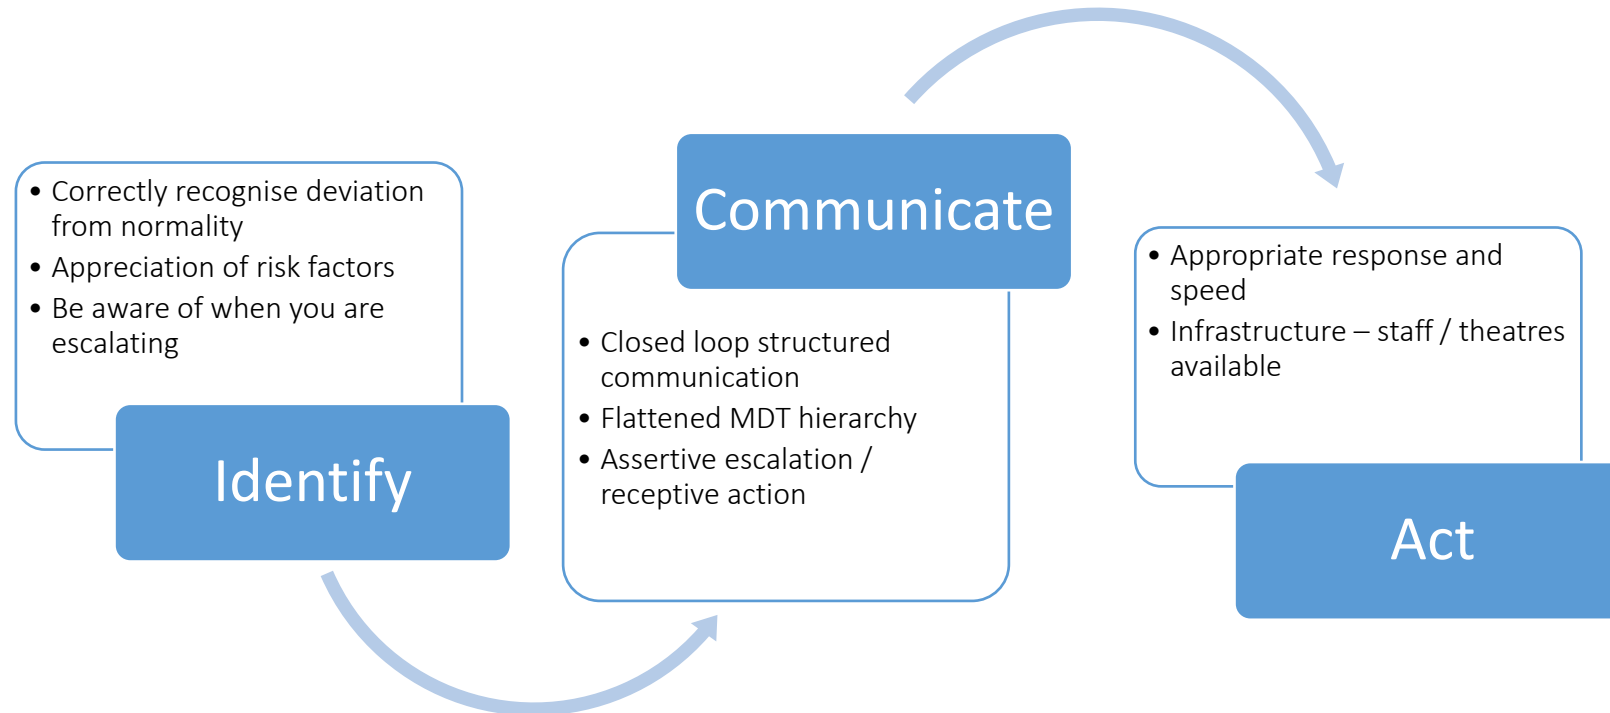 • Correctly recognise deviation
from normality
• Appreciation of risk factors
• Be aware of when you are
escalating
Identify
Communicate
• Closed loop structured
communication
• Flattened MDT hierarchy
• Assertive escalation /
receptive action
• Appropriate response and
speed
• Infrastructure – staff / theatres
available
Act